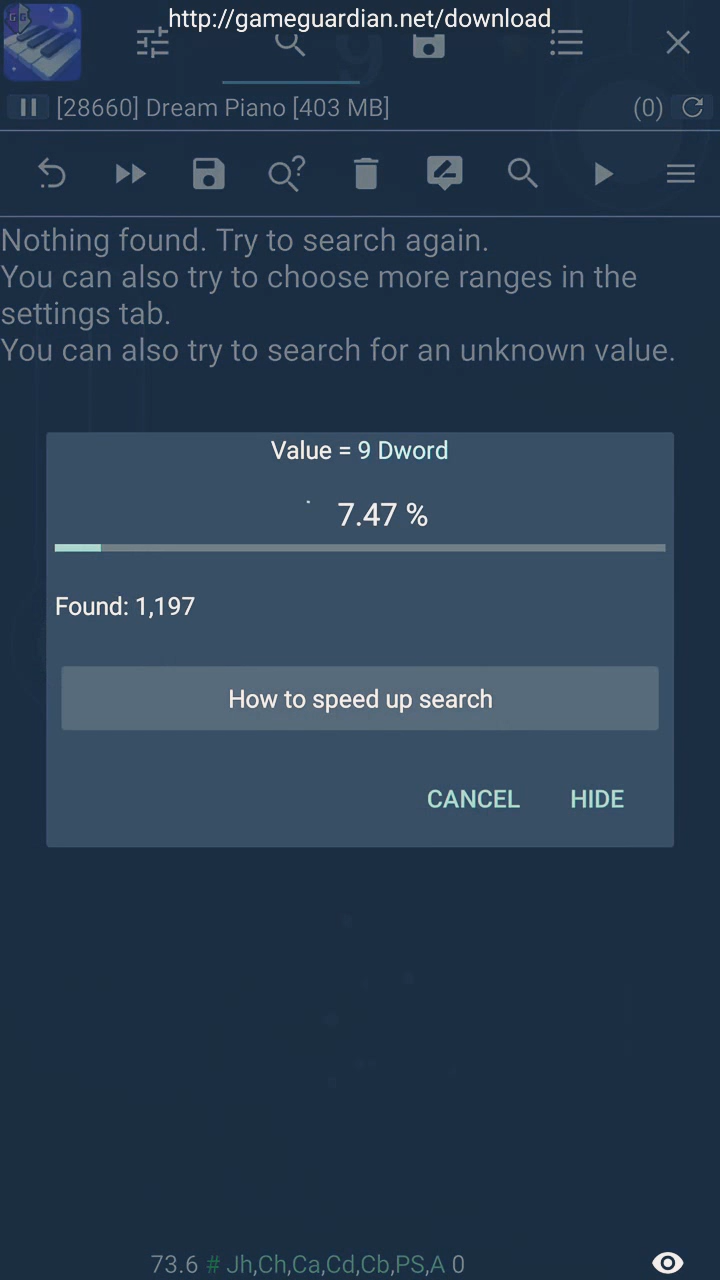 http://gameguardian.net/download
[28660] Dream Piano [403 MB] (0)
Nothing found. Try to search again.
You can also try to choose more ranges in the
settings tab.
You can also try to search for an unknown value.
Value = 9 Dword
7.47 %
Found: 1,197
How to speed up search
CANCEL HIDE
73.6 # Jh,Ch,Ca,Cd,Cb,PS,A 0